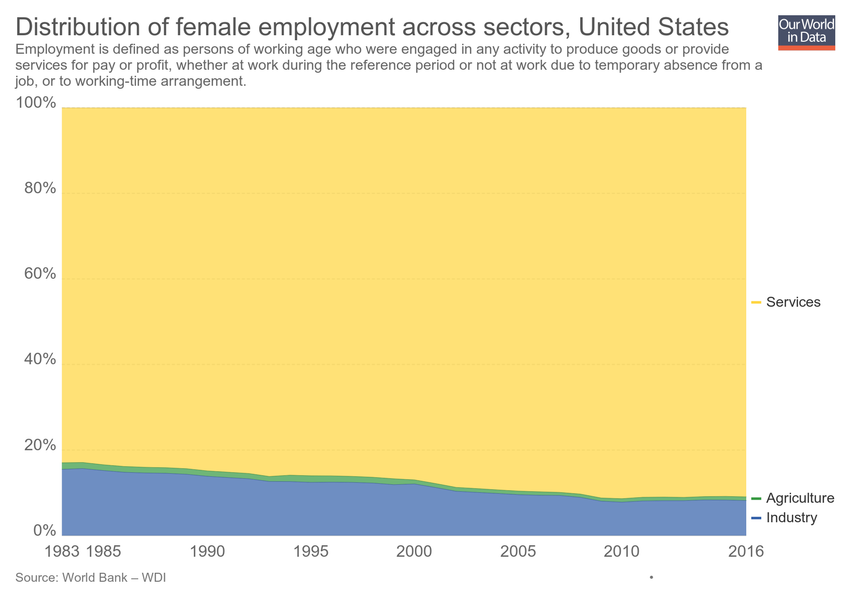 Distribution of female employment across sectors, United States
Our World
in Data
Employment is defined as persons of working age who were engaged in any activity to produce goods or provide
services for pay or profit, whether at work during the reference period or not at work due to temporary absence from a
job, or to working-time arrangement.
100%
80%
60%
Services
40%
20%
Agriculture
Industry
0%
1983 1985 1990 1995 2000 2005 2010 2016
Source: World Bank – WDI